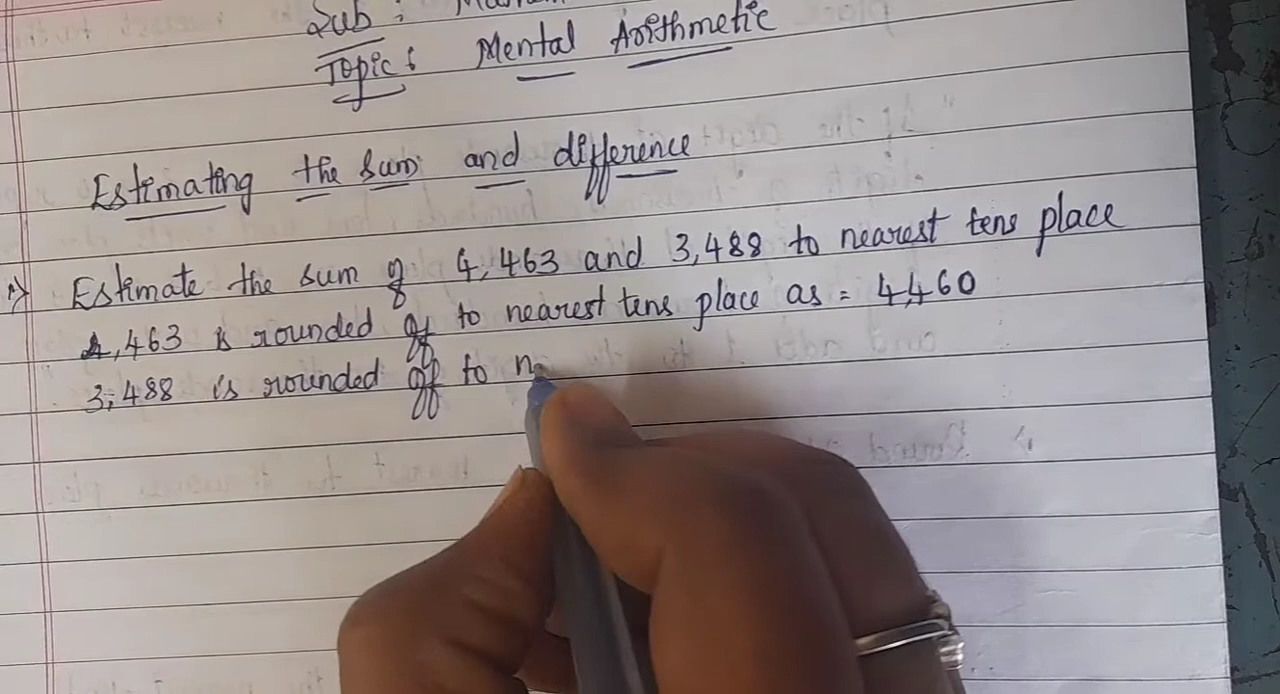 Sub :
Topic : Mental Arithmetic
Estimating the sum and difference
Estimate the sum of 4,463 and 3,488 to nearest tens place
4,463 is rounded off to nearest tens place as = 4,460
3,488 is rounded off to n